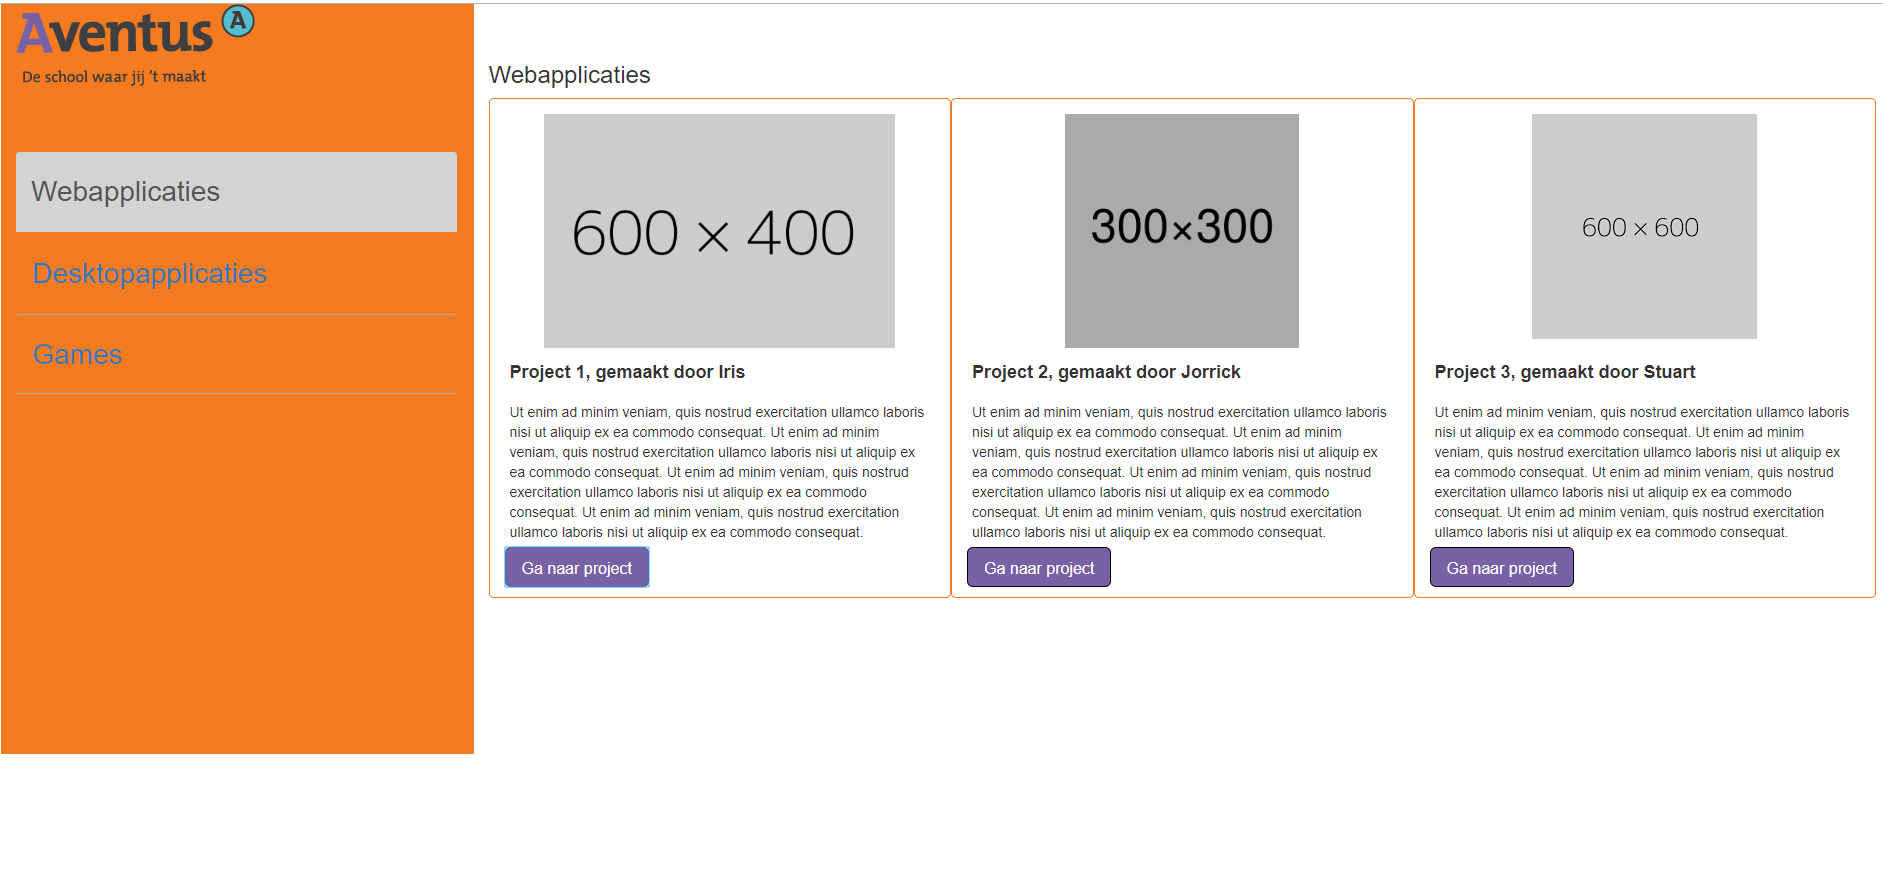 Aventus A
De school waar jij 't maakt
Webapplicaties
Desktopapplicaties
Games
Webapplicaties
600 × 400
Project 1, gemaakt door Iris
Ut enim ad minim veniam, quis nostrud exercitation ullamco laboris
nisi ut aliquip ex ea commodo consequat. Ut enim ad minim
veniam, quis nostrud exercitation ullamco laboris nisi ut aliquip ex
ea commodo consequat. Ut enim ad minim veniam, quis nostrud
exercitation ullamco laboris nisi ut aliquip ex ea commodo
consequat. Ut enim ad minim veniam, quis nostrud exercitation
ullamco laboris nisi ut aliquip ex ea commodo consequat.
Ga naar project
300×300
Project 2, gemaakt door Jorrick
Ut enim ad minim veniam, quis nostrud exercitation ullamco laboris
nisi ut aliquip ex ea commodo consequat. Ut enim ad minim
veniam, quis nostrud exercitation ullamco laboris nisi ut aliquip ex
ea commodo consequat. Ut enim ad minim veniam, quis nostrud
exercitation ullamco laboris nisi ut aliquip ex ea commodo
consequat. Ut enim ad minim veniam, quis nostrud exercitation
ullamco laboris nisi ut aliquip ex ea commodo consequat.
Ga naar project
600 × 600
Project 3, gemaakt door Stuart
Ut enim ad minim veniam, quis nostrud exercitation ullamco laboris
nisi ut aliquip ex ea commodo consequat. Ut enim ad minim
veniam, quis nostrud exercitation ullamco laboris nisi ut aliquip ex
ea commodo consequat. Ut enim ad minim veniam, quis nostrud
exercitation ullamco laboris nisi ut aliquip ex ea commodo
consequat. Ut enim ad minim veniam, quis nostrud exercitation
ullamco laboris nisi ut aliquip ex ea commodo consequat.
Ga naar project